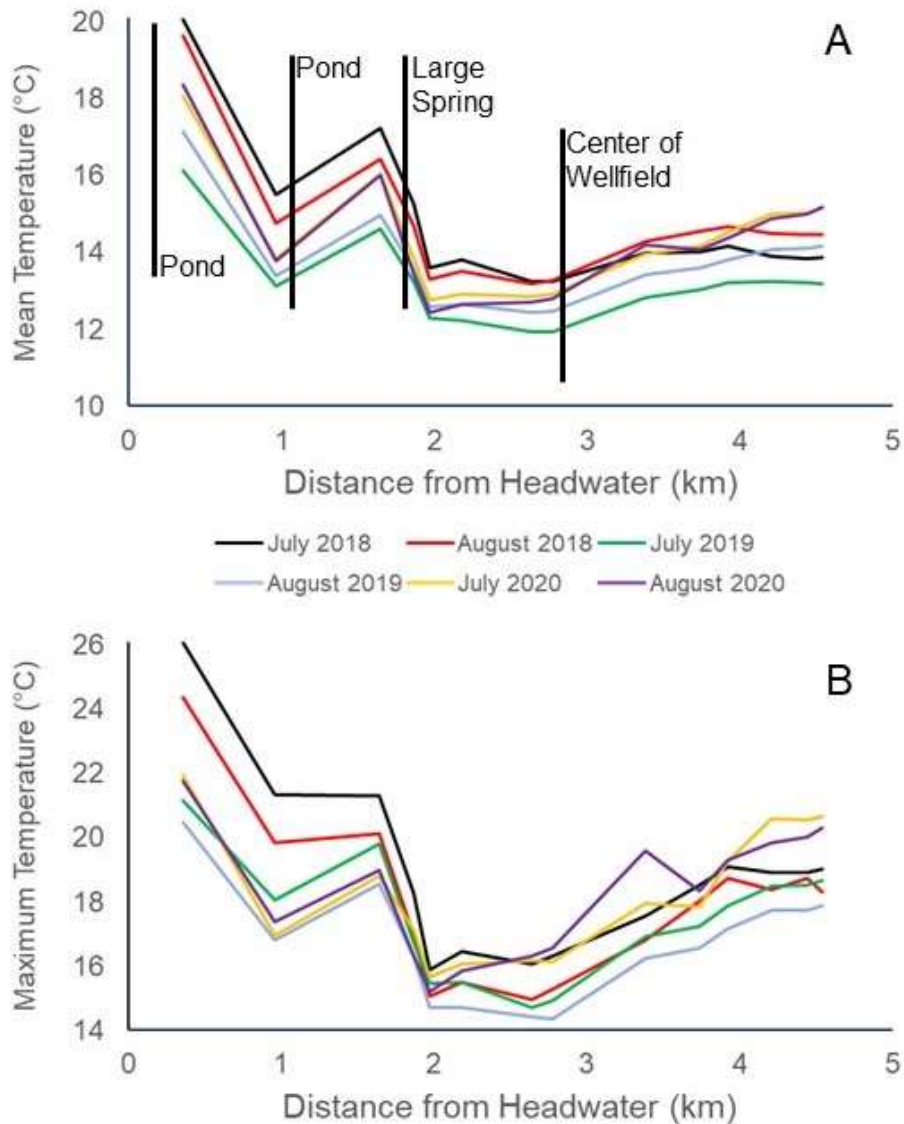 A
20
18
16
14
12
10
Mean Temperature (°C)
Pond
Pond
Large
Spring
Center of
Wellfield
0 1 2 3 4 5
Distance from Headwater (km)
July 2018 August 2018 July 2019
August 2019 July 2020 August 2020
B
26
24
22
20
18
16
14
Maximum Temperature (°C)
0 1 2 3 4 5
Distance from Headwater (km)